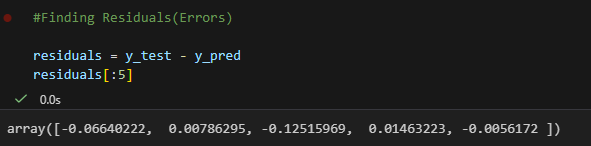 #Finding Residuals(Errors)
residuals = y_test - y_pred
residuals[:5]
0.0s
array([-0.06640222,  0.00786295, -0.12515969,  0.01463223, -0.0056172 ])